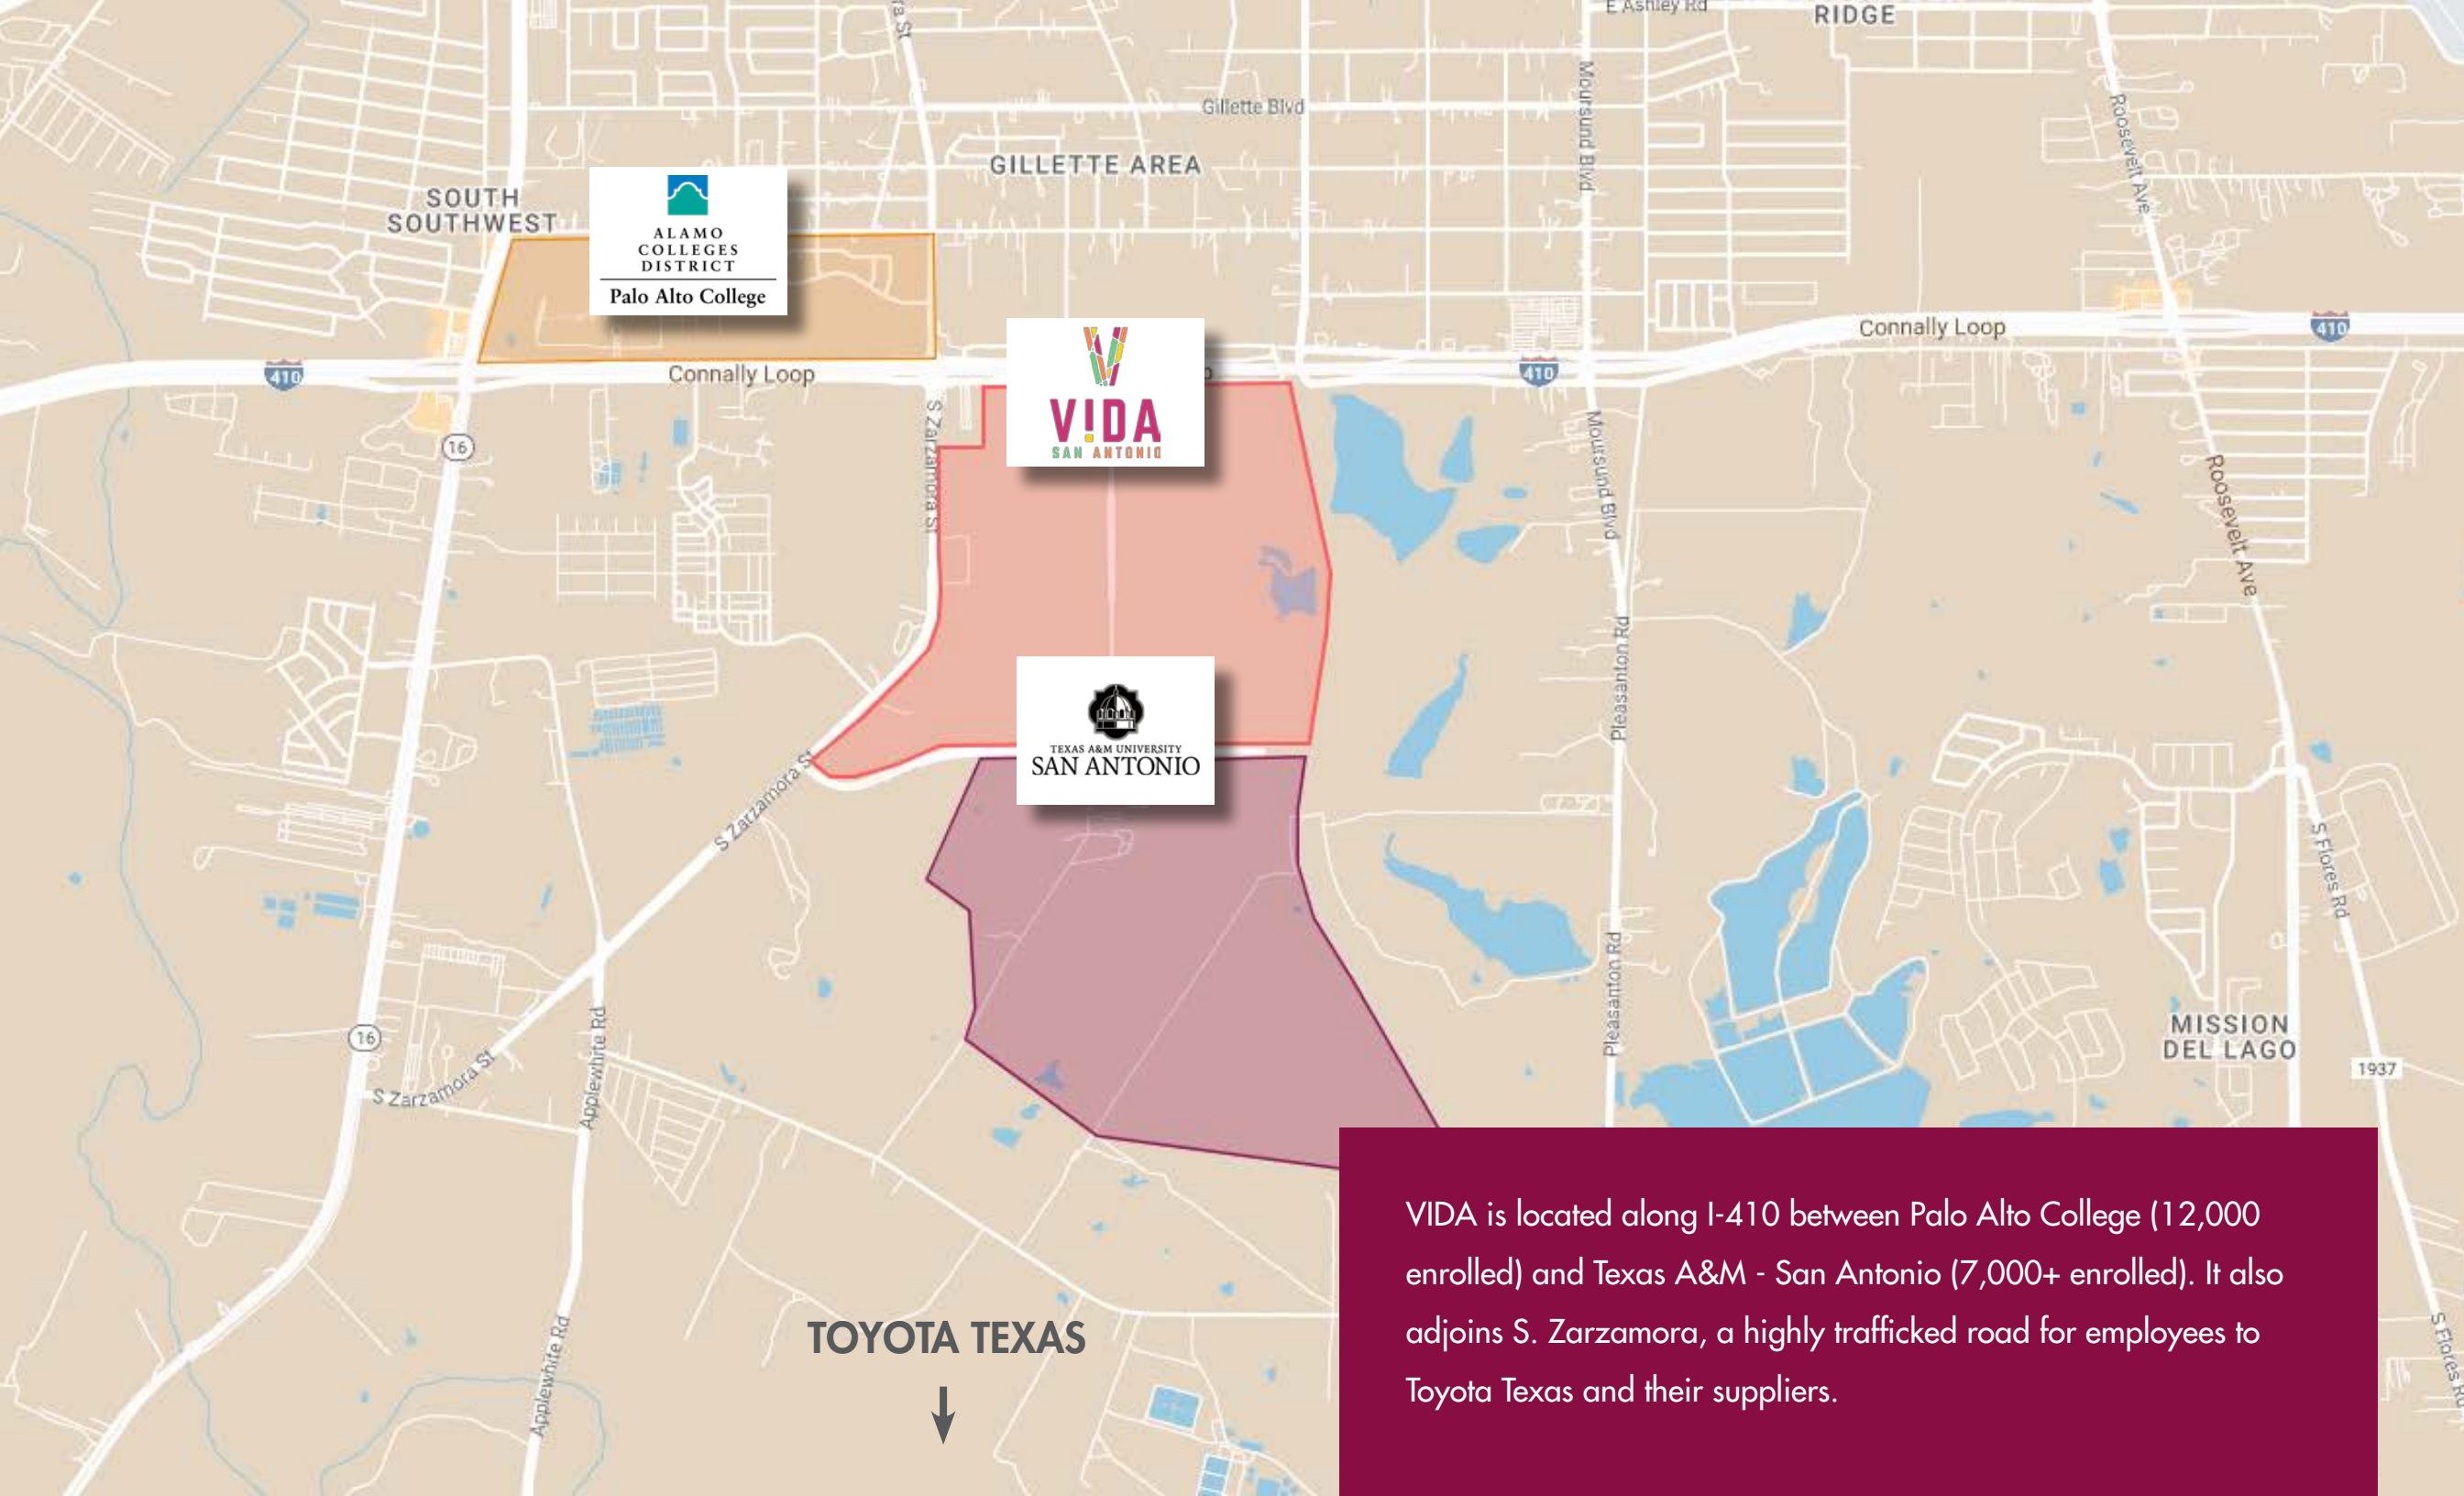 E Ashley Rd
RIDGE
Gillette Blvd
Moursund Blvd
Roosevelt Ave
GILLETTE AREA
SOUTH
SOUTHWEST
ALAMO
COLLEGES
DISTRICT
Palo Alto College
Connally Loop
410
410
Connally Loop
410
V!DA
SAN ANTONIO
16
S Zarzamora St
Moursund Blvd
Roosevelt Ave
Pleasanton Rd
TEXAS A&M UNIVERSITY
SAN ANTONIO
S Zarzamora St
S Flores Rd
Pleasanton Rd
16
Applewhite Rd
S Zarzamora St
MISSION
DEL LAGO
1937
VIDA is located along I-410 between Palo Alto College (12,000
enrolled) and Texas A&M - San Antonio (7,000+ enrolled). It also
adjoins S. Zarzamora, a highly trafficked road for employees to
Toyota Texas and their suppliers.
TOYOTA TEXAS
Applewhite Rd
S Flores